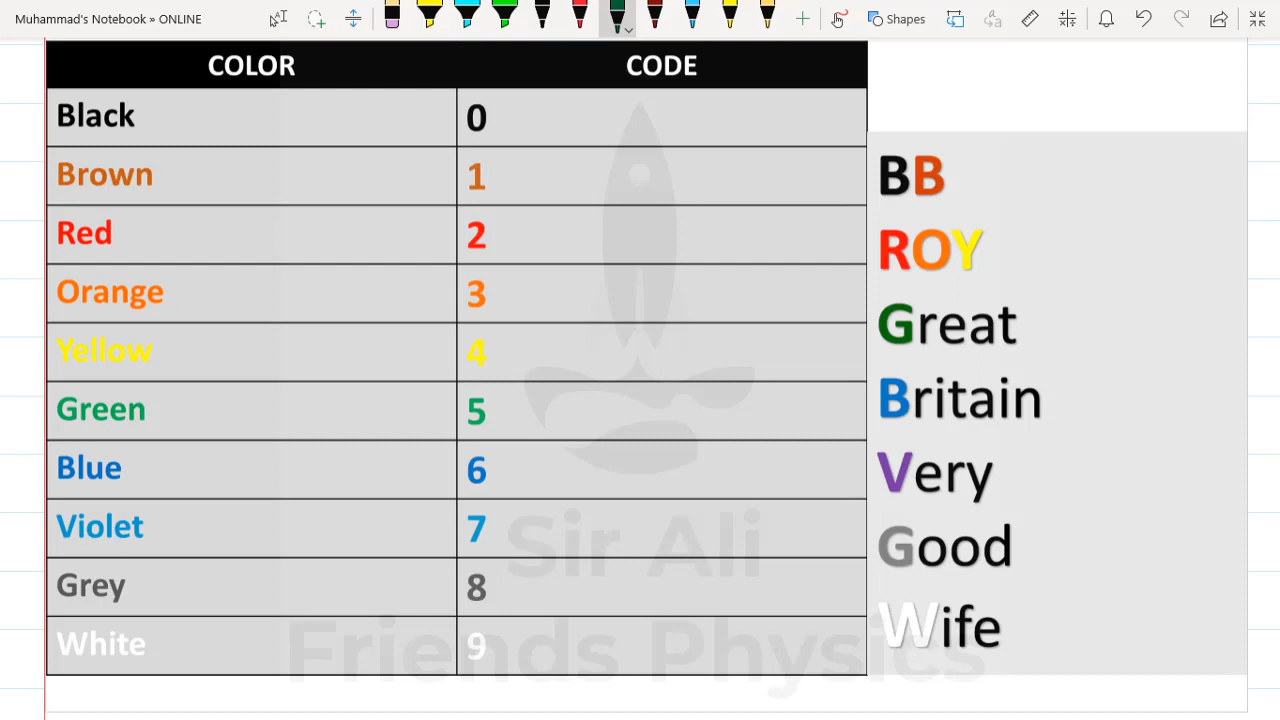 Muhammad's Notebook » ONLINE
Shapes
COLOR CODE
Black 0
Brown 1
Red 2
Orange 3
Yellow 4
Green 5
Blue 6
Violet 7
Grey 8
White 9
BB
ROY
Great
Britain
Very
Good
Wife
Sir Ali
Friends Physics